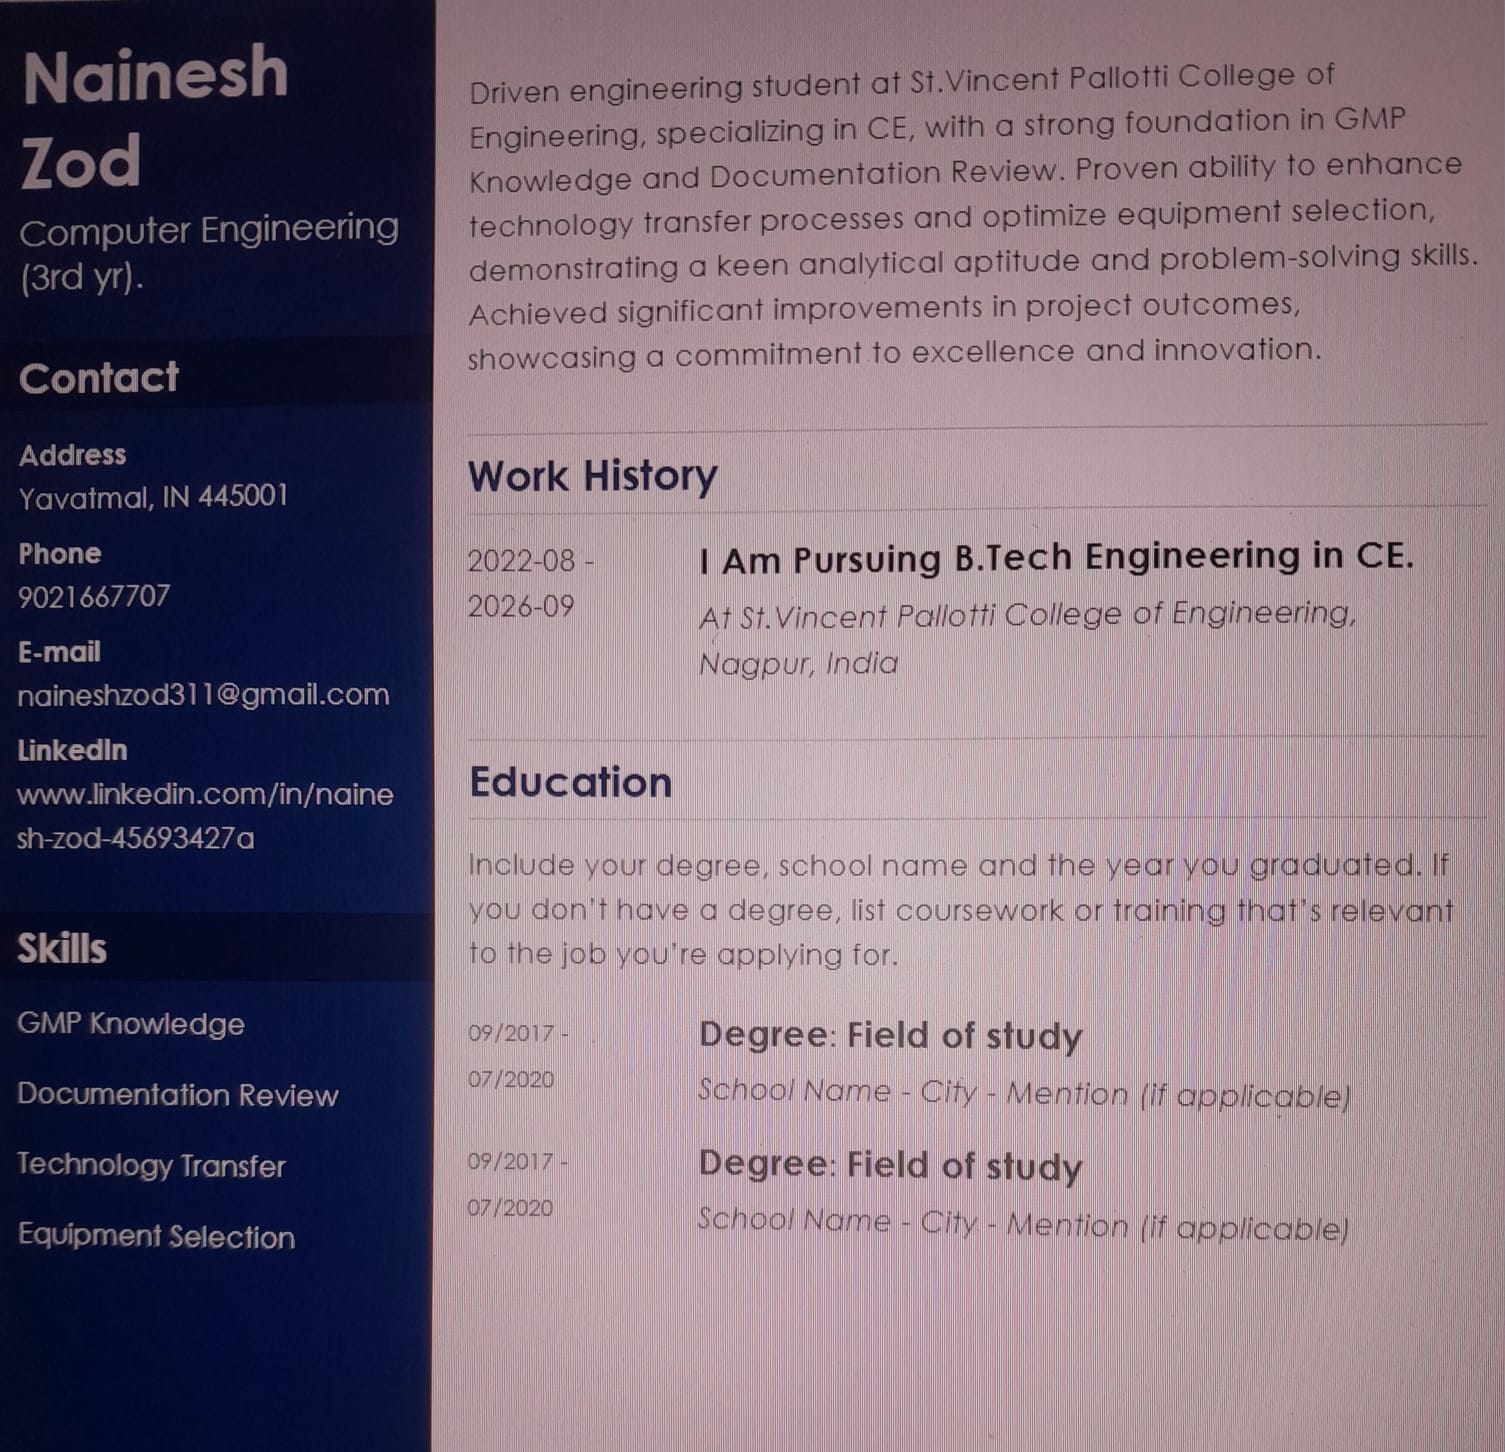 Nainesh
Zod
Computer Engineering
(3rd yr).
Contact
Address
Yavatmal, IN 445001
Phone
9021667707
E-mail
naineshzod311@gmail.com
LinkedIn
www.linkedin.com/in/naine
sh-zod-45693427a
Skills
GMP Knowledge
Documentation Review
Technology Transfer
Equipment Selection
Driven engineering student at St.Vincent Pallotti College of
Engineering, specializing in CE, with a strong foundation in GMP
Knowledge and Documentation Review. Proven ability to enhance
technology transfer processes and optimize equipment selection,
demonstrating a keen analytical aptitude and problem-solving skills.
Achieved significant improvements in project outcomes,
showcasing a commitment to excellence and innovation.
Work History
2022-08 -
2026-09
I Am Pursuing B.Tech Engineering in CE.
At St.Vincent Pallotti College of Engineering,
Nagpur, India
Education
Include your degree, school name and the year you graduated. If
you don't have a degree, list coursework or training that's relevant
to the job you're applying for.
09/2017 -
07/2020
Degree: Field of study
School Name - City - Mention (if applicable)
09/2017 -
07/2020
Degree: Field of study
School Name - City - Mention (if applicable)